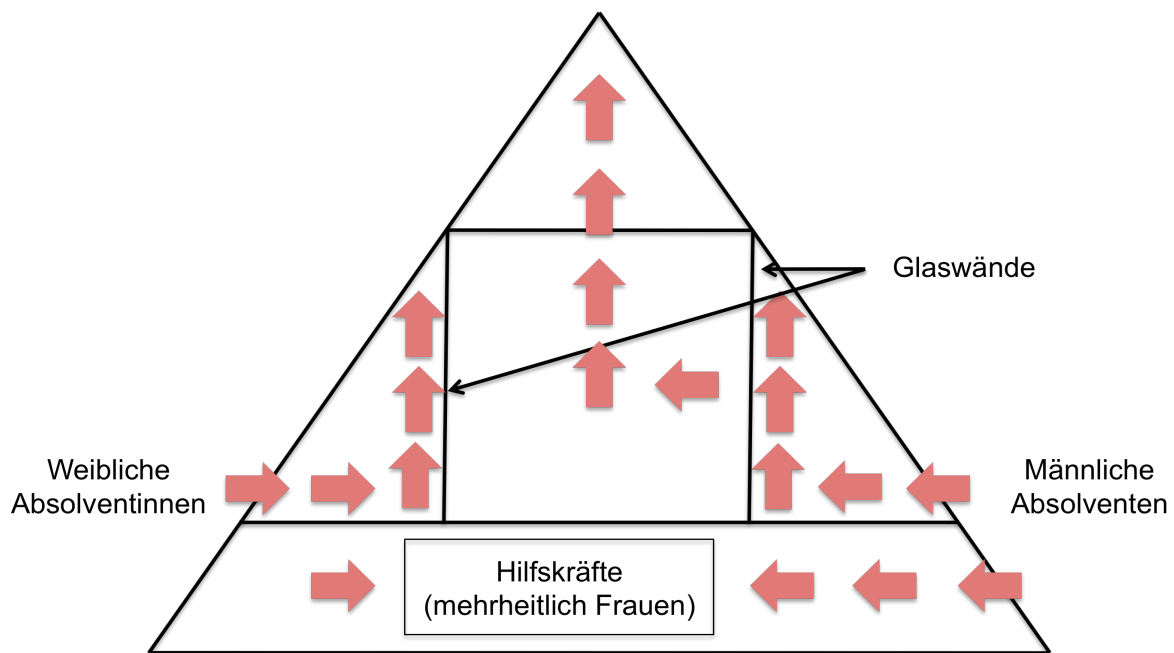 Glaswände
Weibliche
Absolventinnen
Männliche
Absolventen
Hilfskräfte
(mehrheitlich Frauen)